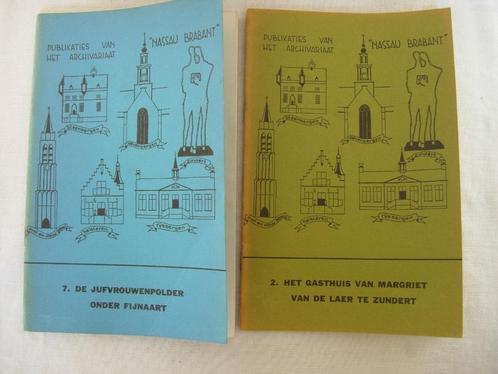 PUBLIKATIES VAN
HET ARCHIVARIAAT
"NASSAU BRABANT"
7. DE JUFVROUWENPOLDER
ONDER FIJNAART
PUBLIKATIES VAN
HET ARCHIVARIAAT
"NASSAU BRABANT"
2. HET GASTHUIS VAN MARGRIET
VAN DE LAER TE ZUNDERT